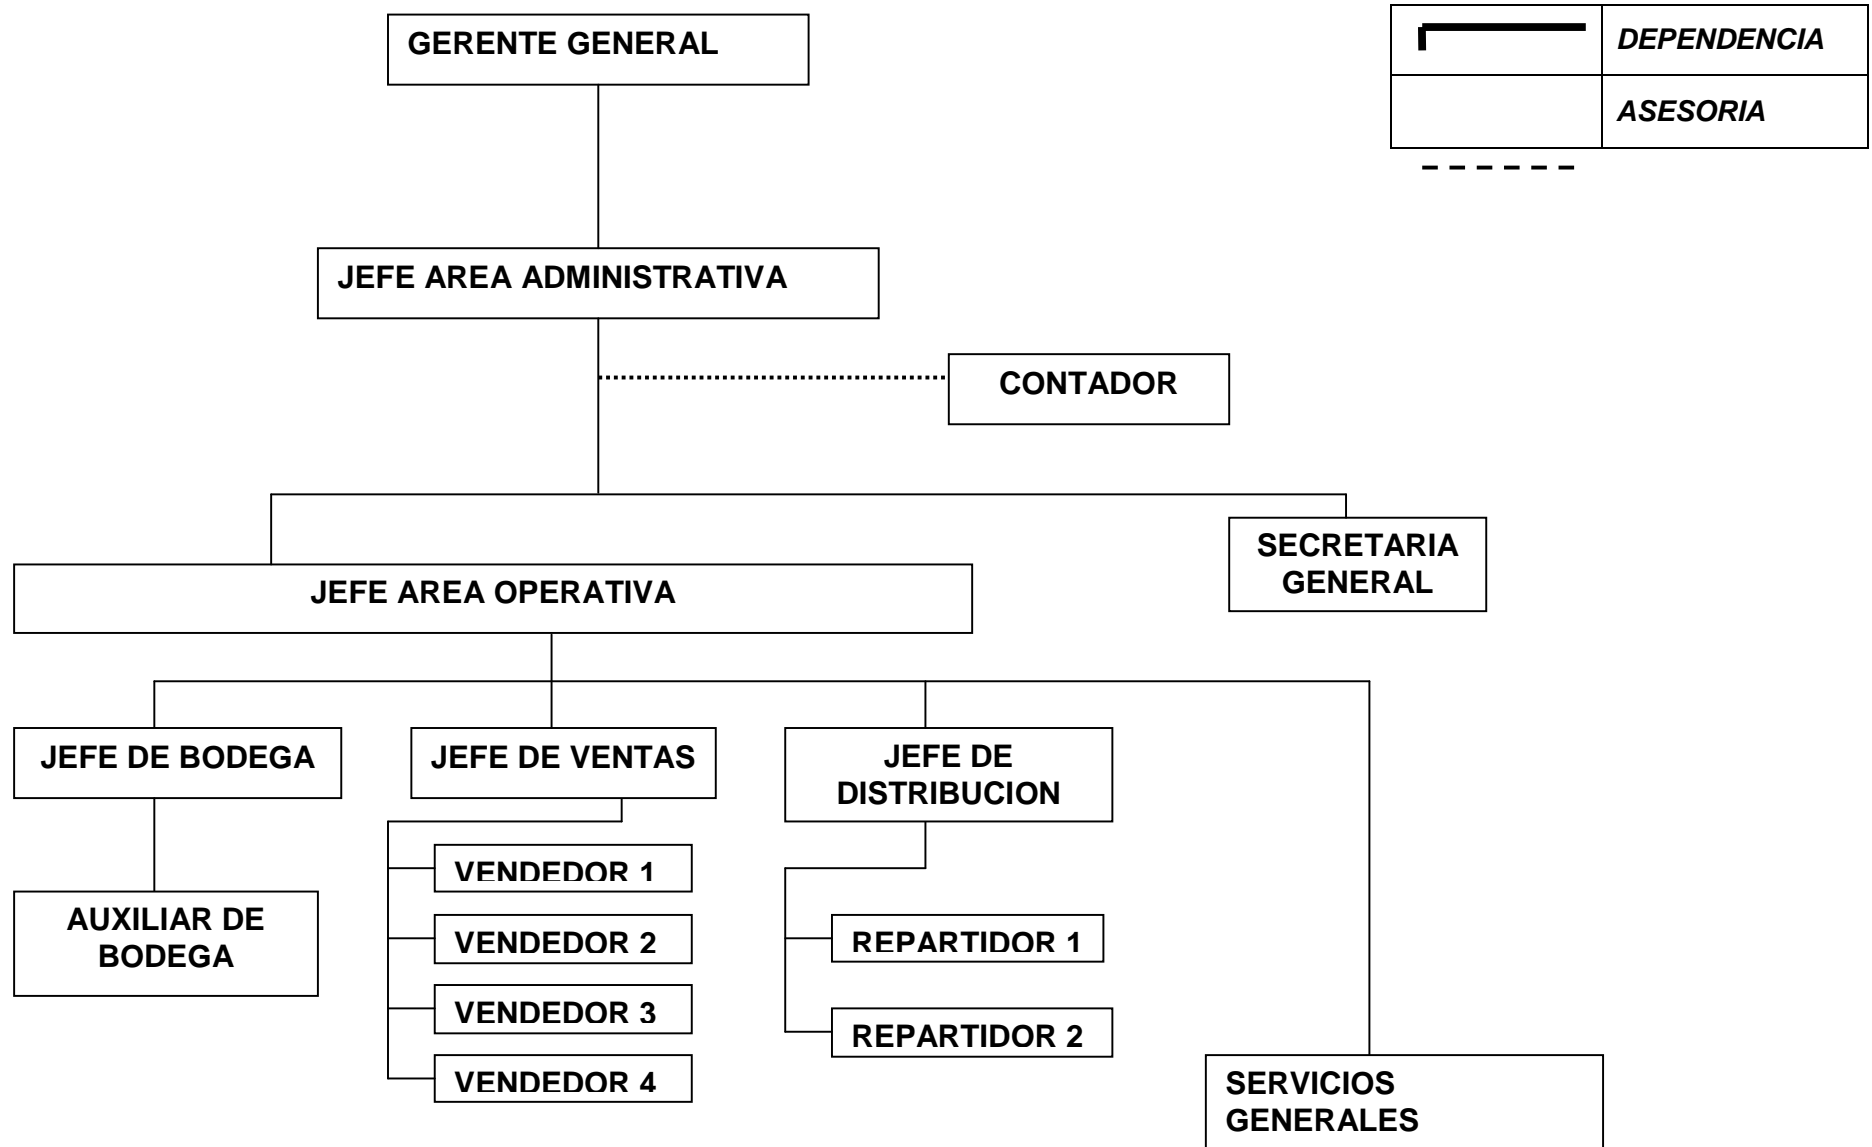 GERENTE GENERAL
DEPENDENCIA
ASESORIA
JEFE AREA ADMINISTRATIVA
CONTADOR
SECRETARIA
GENERAL
JEFE AREA OPERATIVA
JEFE DE BODEGA
JEFE DE VENTAS
JEFE DE
DISTRIBUCION
VENDEDOR 1
VENDEDOR 2
VENDEDOR 3
VENDEDOR 4
AUXILIAR DE
BODEGA
REPARTIDOR 1
REPARTIDOR 2
SERVICIOS
GENERALES